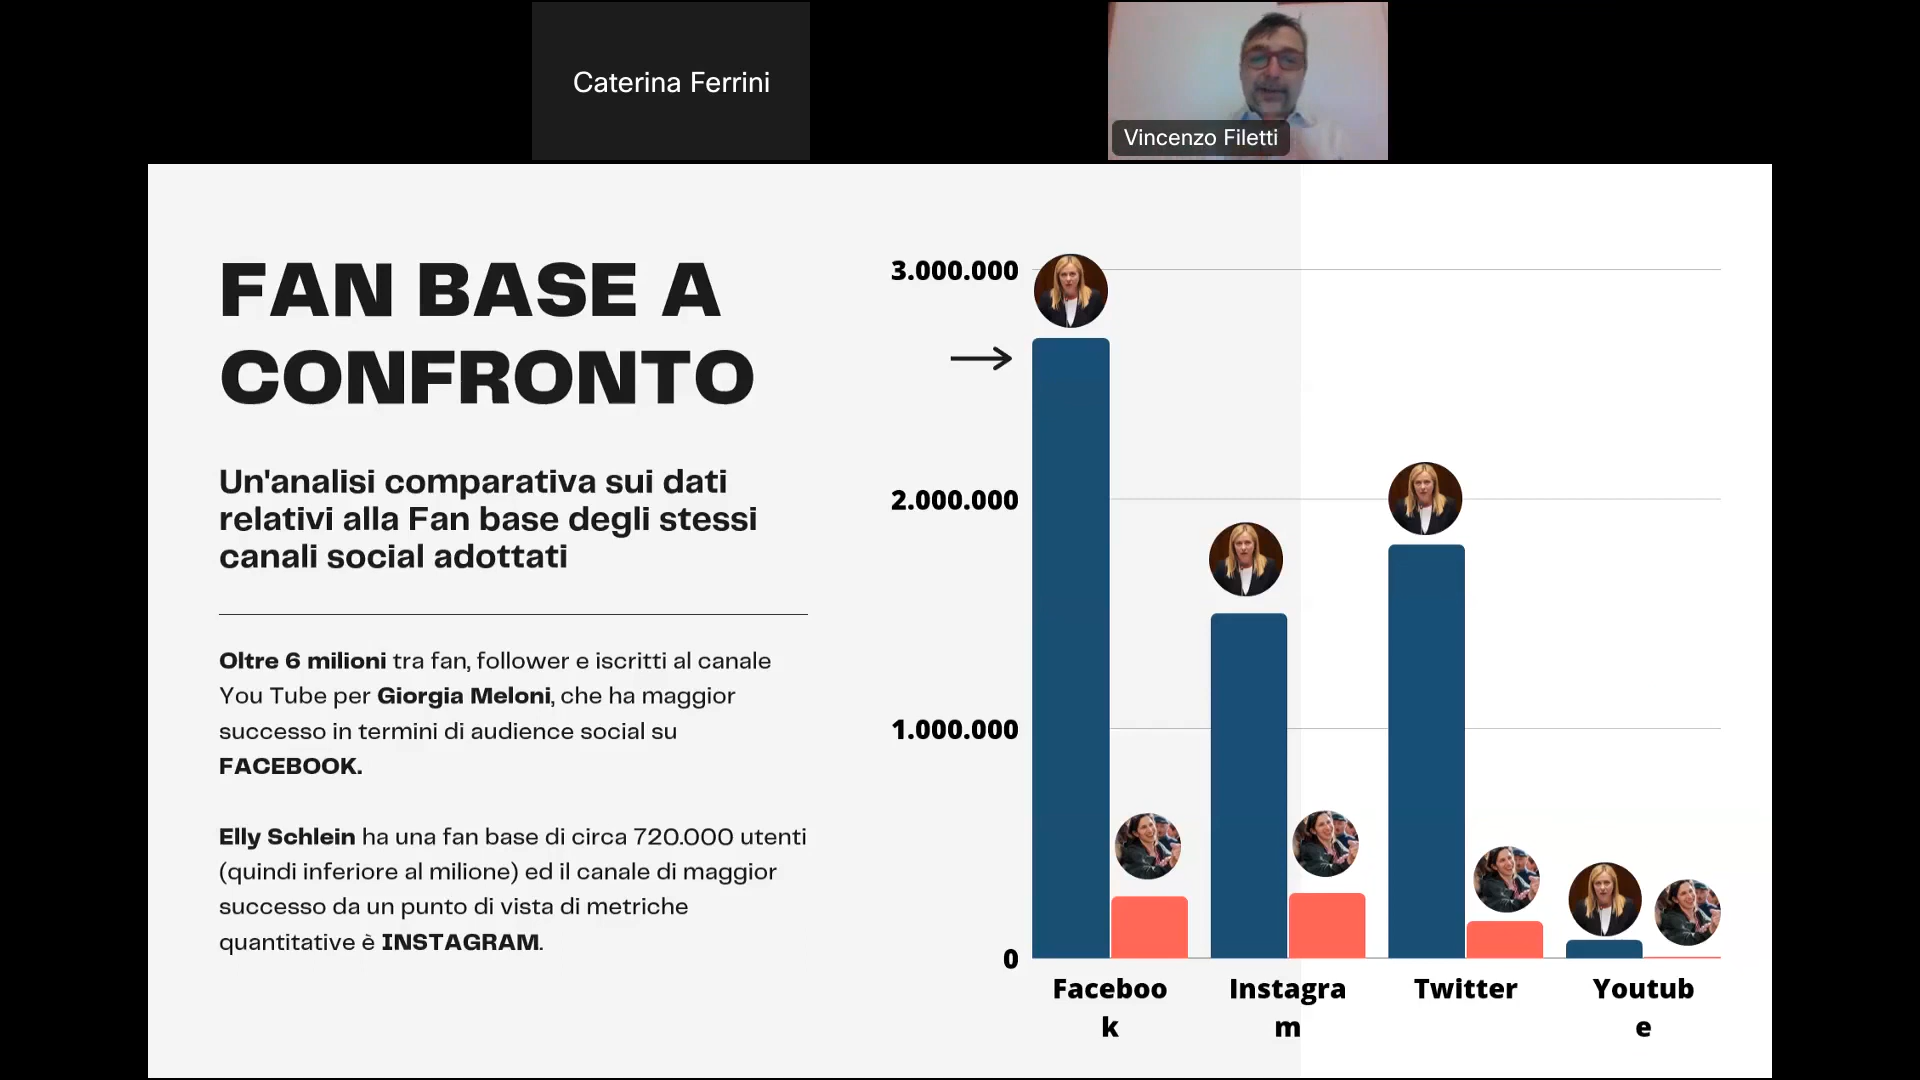 Caterina Ferrini
Vincenzo Filetti
FAN BASE A
CONFRONTO
Un'analisi comparativa sui dati
relativi alla Fan base degli stessi
canali social adottati
Oltre 6 milioni tra fan, follower e iscritti al canale
You Tube per Giorgia Meloni, che ha maggior
successo in termini di audience social su
FACEBOOK.
Elly Schlein ha una fan base di circa 720.000 utenti
(quindi inferiore al milione) ed il canale di maggior
successo da un punto di vista di metriche
quantitative è INSTAGRAM.
3.000.000
2.000.000
1.000.000
0
Faceboo
k
Instagra
m
Twitter
Youtub
e